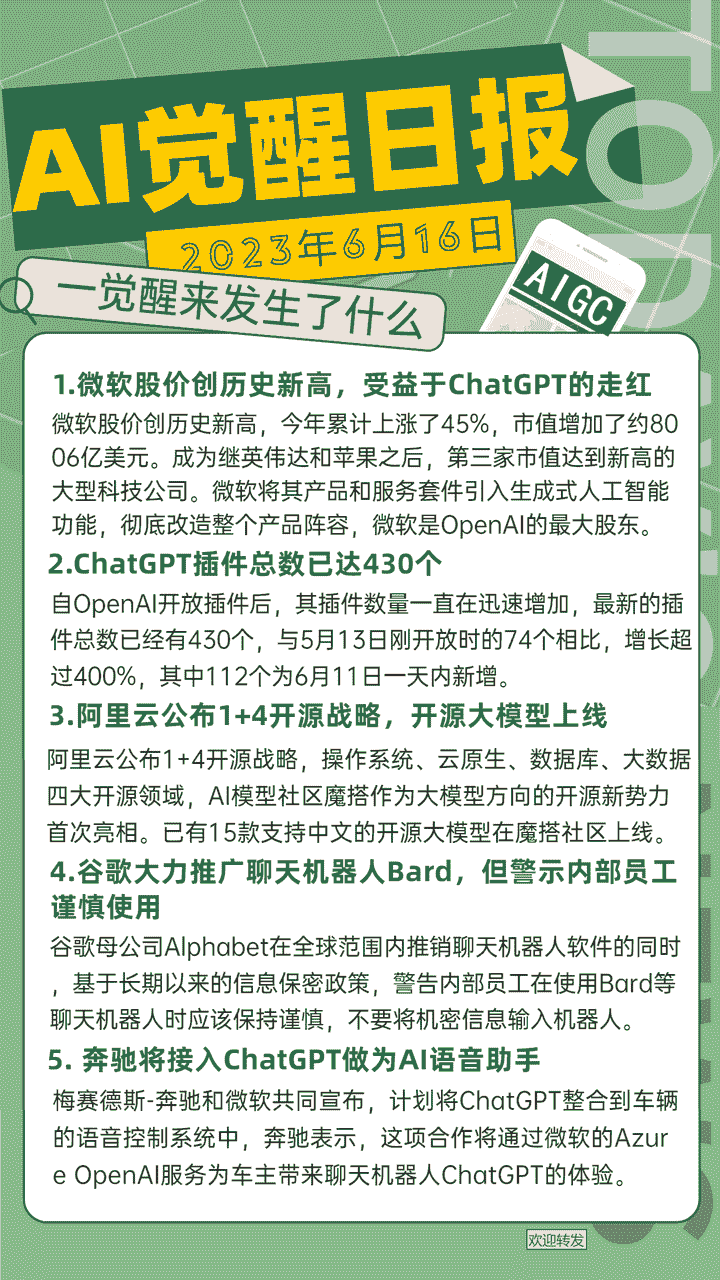 AI觉醒日报
2023年6月16日
一觉醒来发生了什么
AIGC
1.微软股价创历史新高，受益于ChatGPT的走红
微软股价创历史新高，今年累计上涨了45%，市值增加了约80
06亿美元。成为继英伟达和苹果之后，第三家市值达到新高的
大型科技公司。微软将其产品和服务套件引入生成式人工智能
功能，彻底改造整个产品阵容，微软是OpenAI的最大股东。
2.ChatGPT插件总数已达430个
自OpenAI开放插件后，其插件数量一直在迅速增加，最新的插
件总数已经有430个，与5月13日刚开放时的74个相比，增长超
过400%，其中112个为6月11日一天内新增。
3.阿里云公布1+4开源战略，开源大模型上线
阿里云公布1+4开源战略，操作系统、云原生、数据库、大数据
四大开源领域，AI模型社区魔搭作为大模型方向的开源新势力
首次亮相。已有15款支持中文的开源大模型在魔搭社区上线。
4.谷歌大力推广聊天机器人Bard，但警示内部员工
谨慎使用
谷歌母公司Alphabet在全球范围内推销聊天机器人软件的同时
，基于长期以来的信息保密政策，警告内部员工在使用Bard等
聊天机器人时应该保持谨慎，不要将机密信息输入机器人。
5. 奔驰将接入ChatGPT做为AI语音助手
梅赛德斯-奔驰和微软共同宣布，计划将ChatGPT整合到车辆
的语音控制系统中，奔驰表示，这项合作将通过微软的Azur
e OpenAI服务为车主带来聊天机器人ChatGPT的体验。
欢迎转发